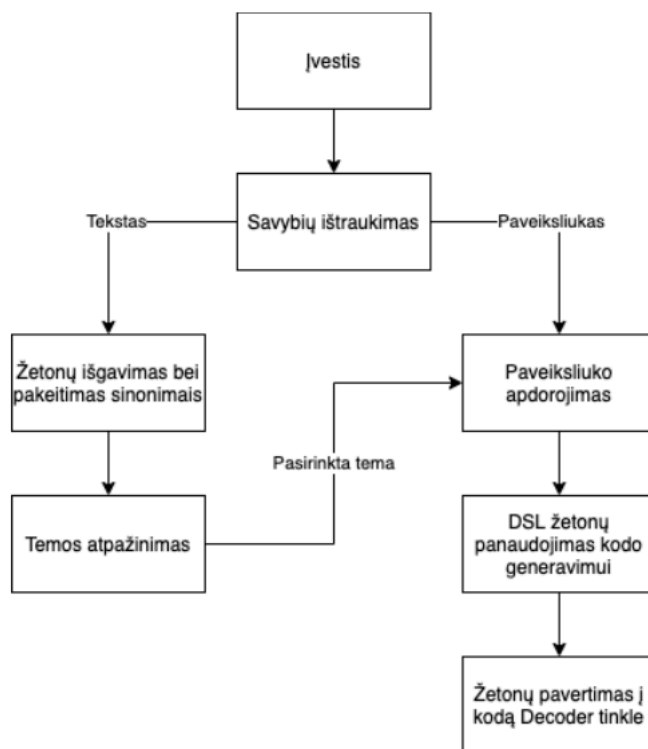 Įvestis
Tekstas
Savybių ištraukimas
Paveiksliukas
Žetonų išgavimas bei
pakeitimas sinonimais
Paveiksliuko
apdorojimas
Pasirinkta tema
Temos atpažinimas
DSL žetonų
panaudojimas kodo
generavimui
Žetonų pavertimas į
kodą Decoder tinkle